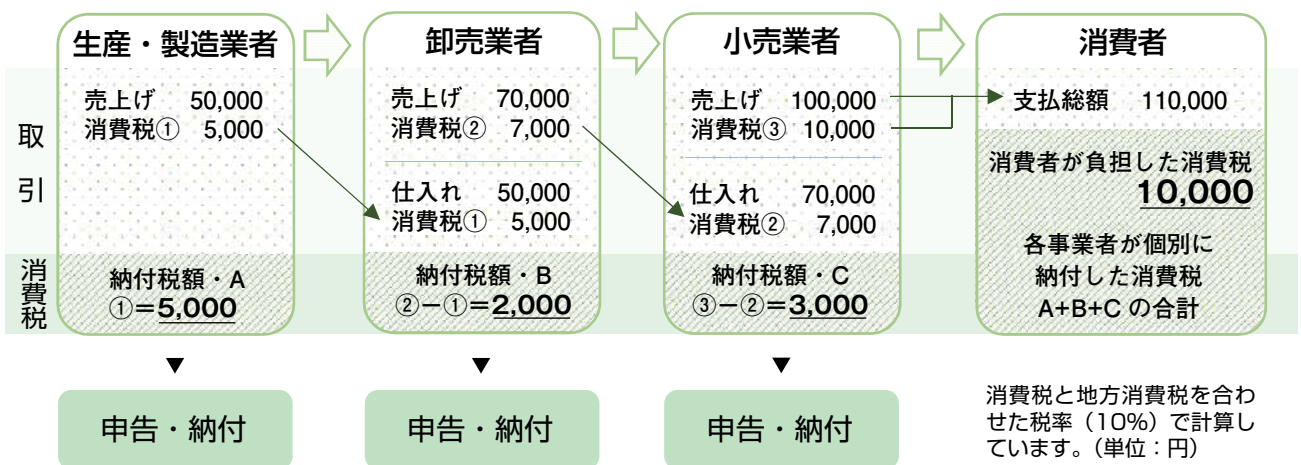 生産・製造業者
卸売業者
小売業者
消費者
取引
消費税
売上げ 50,000
消費税① 5,000
納付税額・A
①=5,000
売上げ 70,000
消費税② 7,000
仕入れ 50,000
消費税① 5,000
納付税額・B
②-①=2,000
売上げ 100,000
消費税③ 10,000
仕入れ 70,000
消費税② 7,000
納付税額・C
③-②=3,000
支払総額 110,000
消費者が負担した消費税
10,000
各事業者が個別に
納付した消費税
A+B+C の合計
▼
▼
▼
申告・納付
申告・納付
申告・納付
消費税と地方消費税を合わ
せた税率(10%)で計算し
ています。(単位:円)